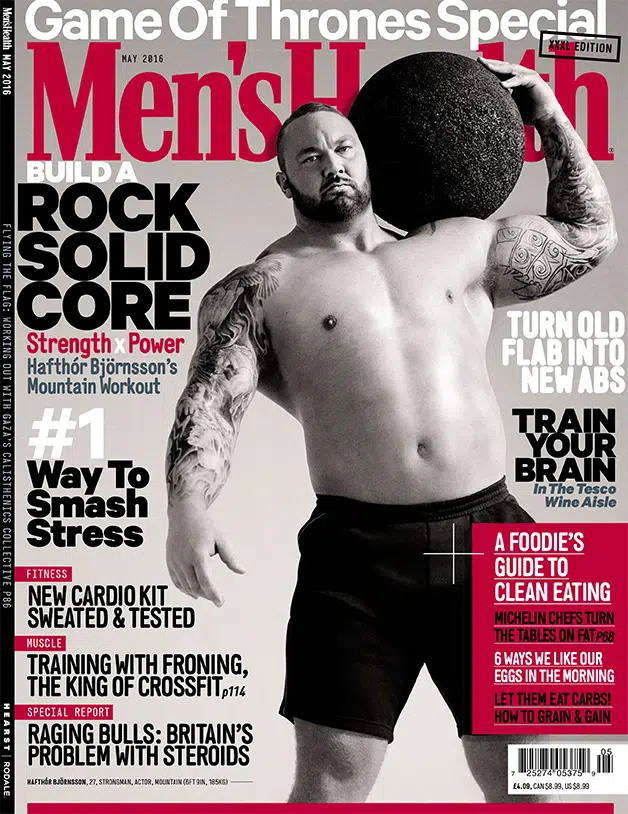 Game Of Thrones Special
XXXL EDITION
Men'sHealth MAY 2016
MAY 2016
Men'sHealth
BUILD A
ROCK
SOLID
CORE
Strength x Power
Hafthór Björnsson's
Mountain Workout
#1
Way To
Smash
Stress
FITNESS
NEW CARDIO KIT
SWEATED & TESTED
MUSCLE
TRAINING WITH FRONING,
THE KING OF CROSSFIT p114
SPECIAL REPORT
RAGING BULLS: BRITAIN'S
PROBLEM WITH STEROIDS
HAFTHÓR BJÖRNSSON, 27, STRONGMAN, ACTOR, MOUNTAIN (6FT 9IN, 185KG)
TURN OLD
FLAB INTO
NEW ABS
TRAIN
YOUR
BRAIN
In The Tesco
Wine Aisle
A FOODIE'S
GUIDE TO
CLEAN EATING
MICHELIN CHEFS TURN
THE TABLES ON FAT p68
6 WAYS WE LIKE OUR
EGGS IN THE MORNING
LET THEM EAT CARBS!
HOW TO GRAIN & GAIN
05
7 25274 05375 9
£4.09, CAN $8.99, US $8.99
FLYING THE FLAG: WORKING OUT WITH GAZA'S CALISTHENICS COLLECTIVE P86
HEARST | RODALE